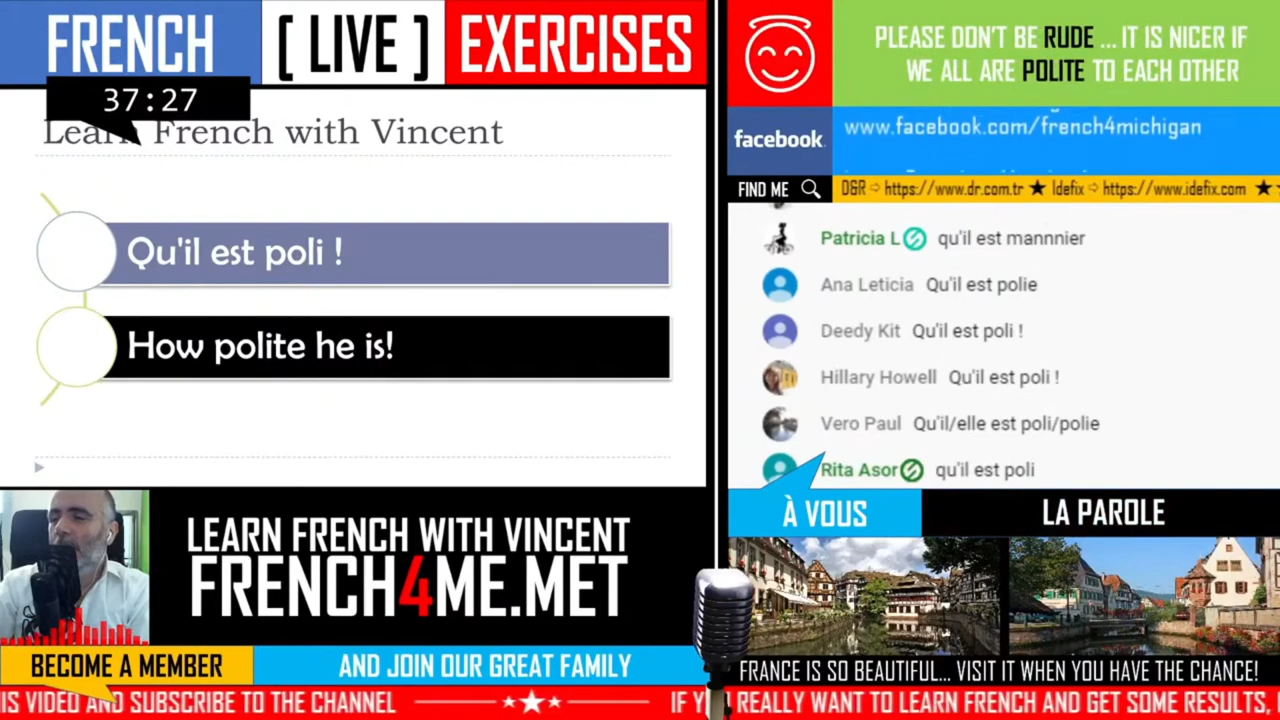 FRENCH
[ LIVE ]
EXERCISES
37:27
Learn French with Vincent
Qu'il est poli !
How polite he is!
LEARN FRENCH WITH VINCENT
FRENCH4ME.MET
BECOME A MEMBER
AND JOIN OUR GREAT FAMILY
PLEASE DON'T BE RUDE ... IT IS NICER IF
WE ALL ARE POLITE TO EACH OTHER
facebook.
www.facebook.com/french4michigan
FIND ME
D&R ⇨ https://www.dr.com.tr ★ Idefix ⇨ https://www.idefix.com ★
Patricia L qu'il est mannnier
Ana Leticia Qu'il est polie
Deedy Kit Qu'il est poli !
Hillary Howell Qu'il est poli !
Vero Paul Qu'il/elle est poli/polie
Rita Asor qu'il est poli
À VOUS
LA PAROLE
FRANCE IS SO BEAUTIFUL... VISIT IT WHEN YOU HAVE THE CHANCE!
IS VIDEO AND SUBSCRIBE TO THE CHANNEL ★ IF YOU REALLY WANT TO LEARN FRENCH AND GET SOME RESULTS,